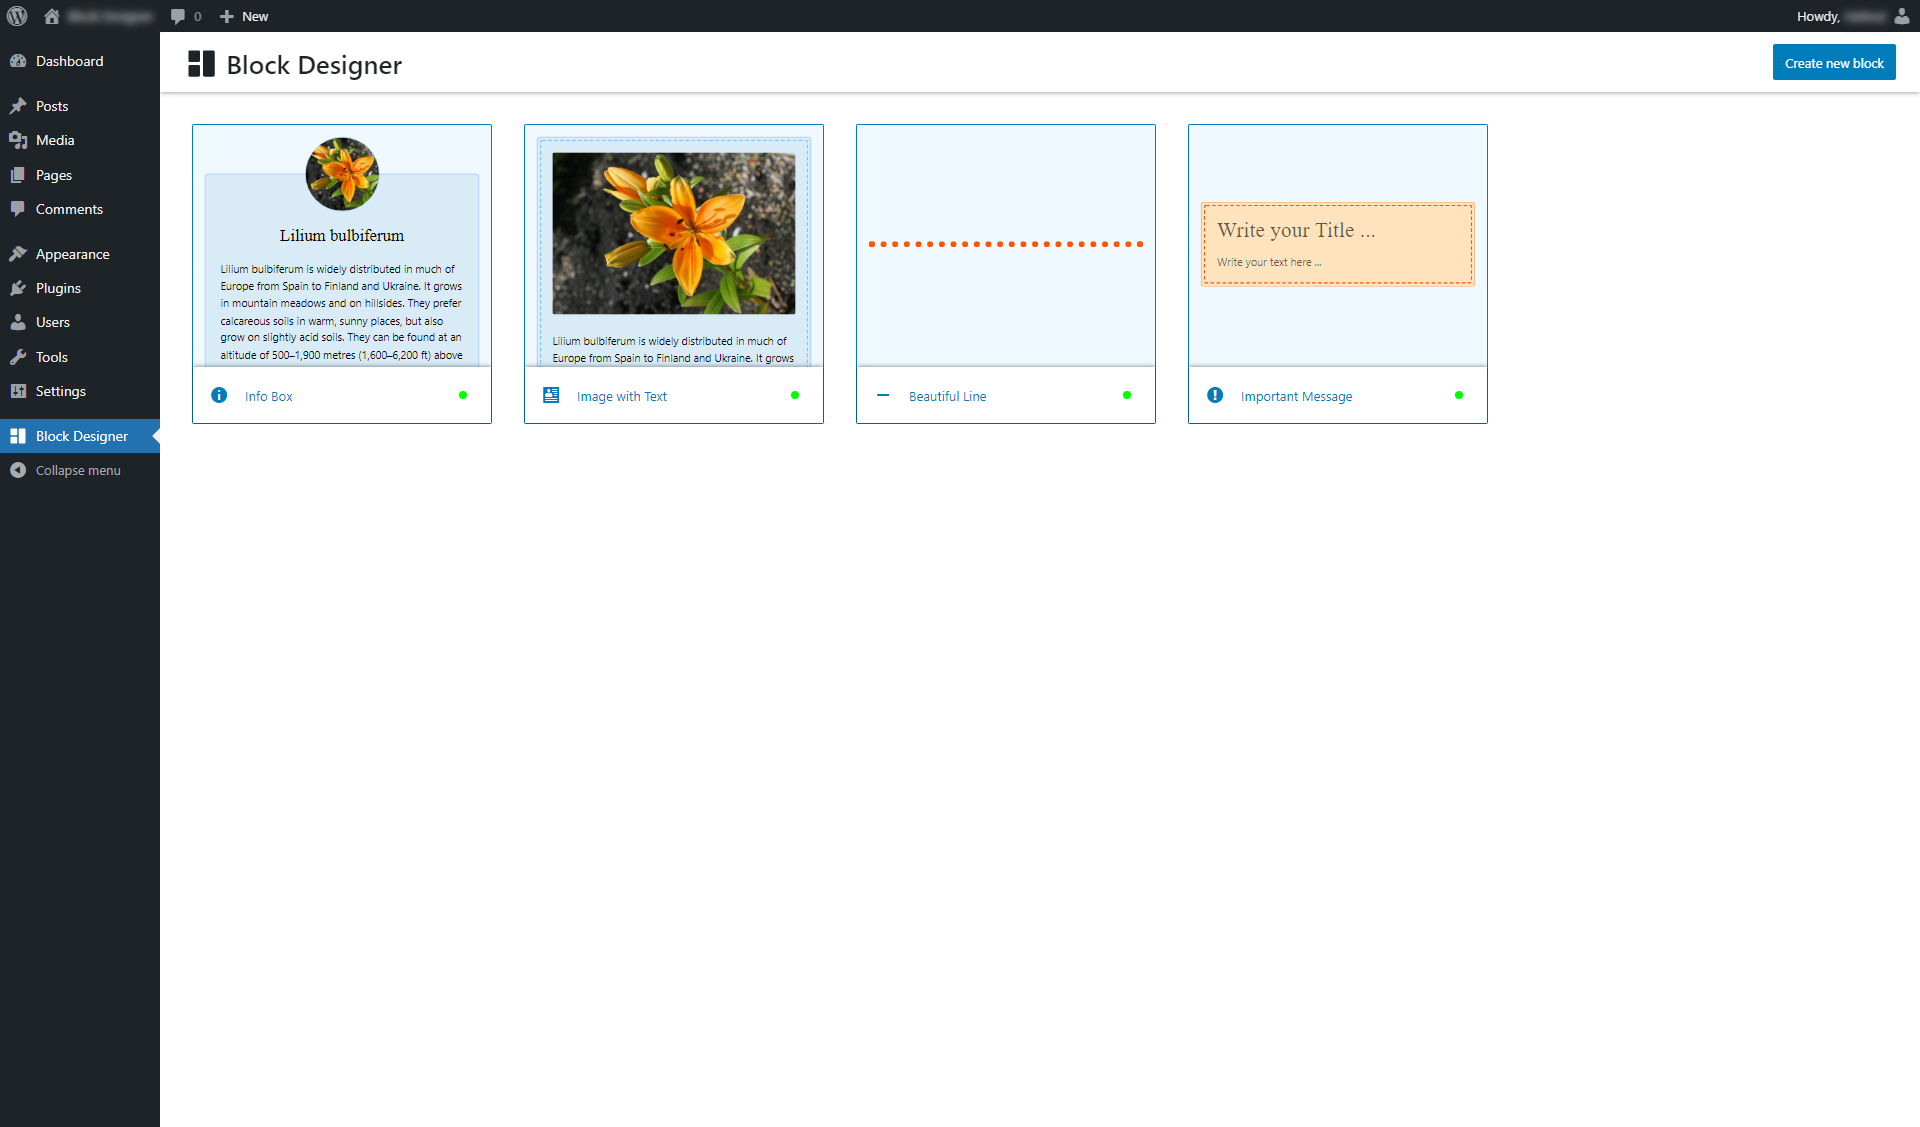 0
New
Howdy,
Dashboard
Posts
Media
Pages
Comments
Appearance
Plugins
Users
Tools
Settings
Block Designer
Collapse menu
Block Designer
Create new block
Lilium bulbiferum
Lilium bulbiferum is widely distributed in much of
Europe from Spain to Finland and Ukraine. It grows
in mountain meadows and on hillsides. They prefer
calcareous soils in warm, sunny places, but also
grow on slightly acid soils. They can be found at an
altitude of 500–1,900 metres (1,600–6,200 ft) above
Info Box
Lilium bulbiferum is widely distributed in much of
Europe from Spain to Finland and Ukraine. It grows
Image with Text
Beautiful Line
Write your Title ...
Write your text here ...
Important Message